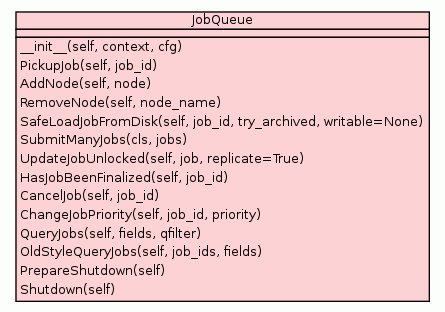 JobQueue
__init__(self, context, cfg)
PickupJob(self, job_id)
AddNode(self, node)
RemoveNode(self, node_name)
SafeLoadJobFromDisk(self, job_id, try_archived, writable=None)
SubmitManyJobs(cls, jobs)
UpdateJobUnlocked(self, job, replicate=True)
HasJobBeenFinalized(self, job_id)
CancelJob(self, job_id)
ChangeJobPriority(self, job_id, priority)
QueryJobs(self, fields, qfilter)
OldStyleQueryJobs(self, job_ids, fields)
PrepareShutdown(self)
Shutdown(self)